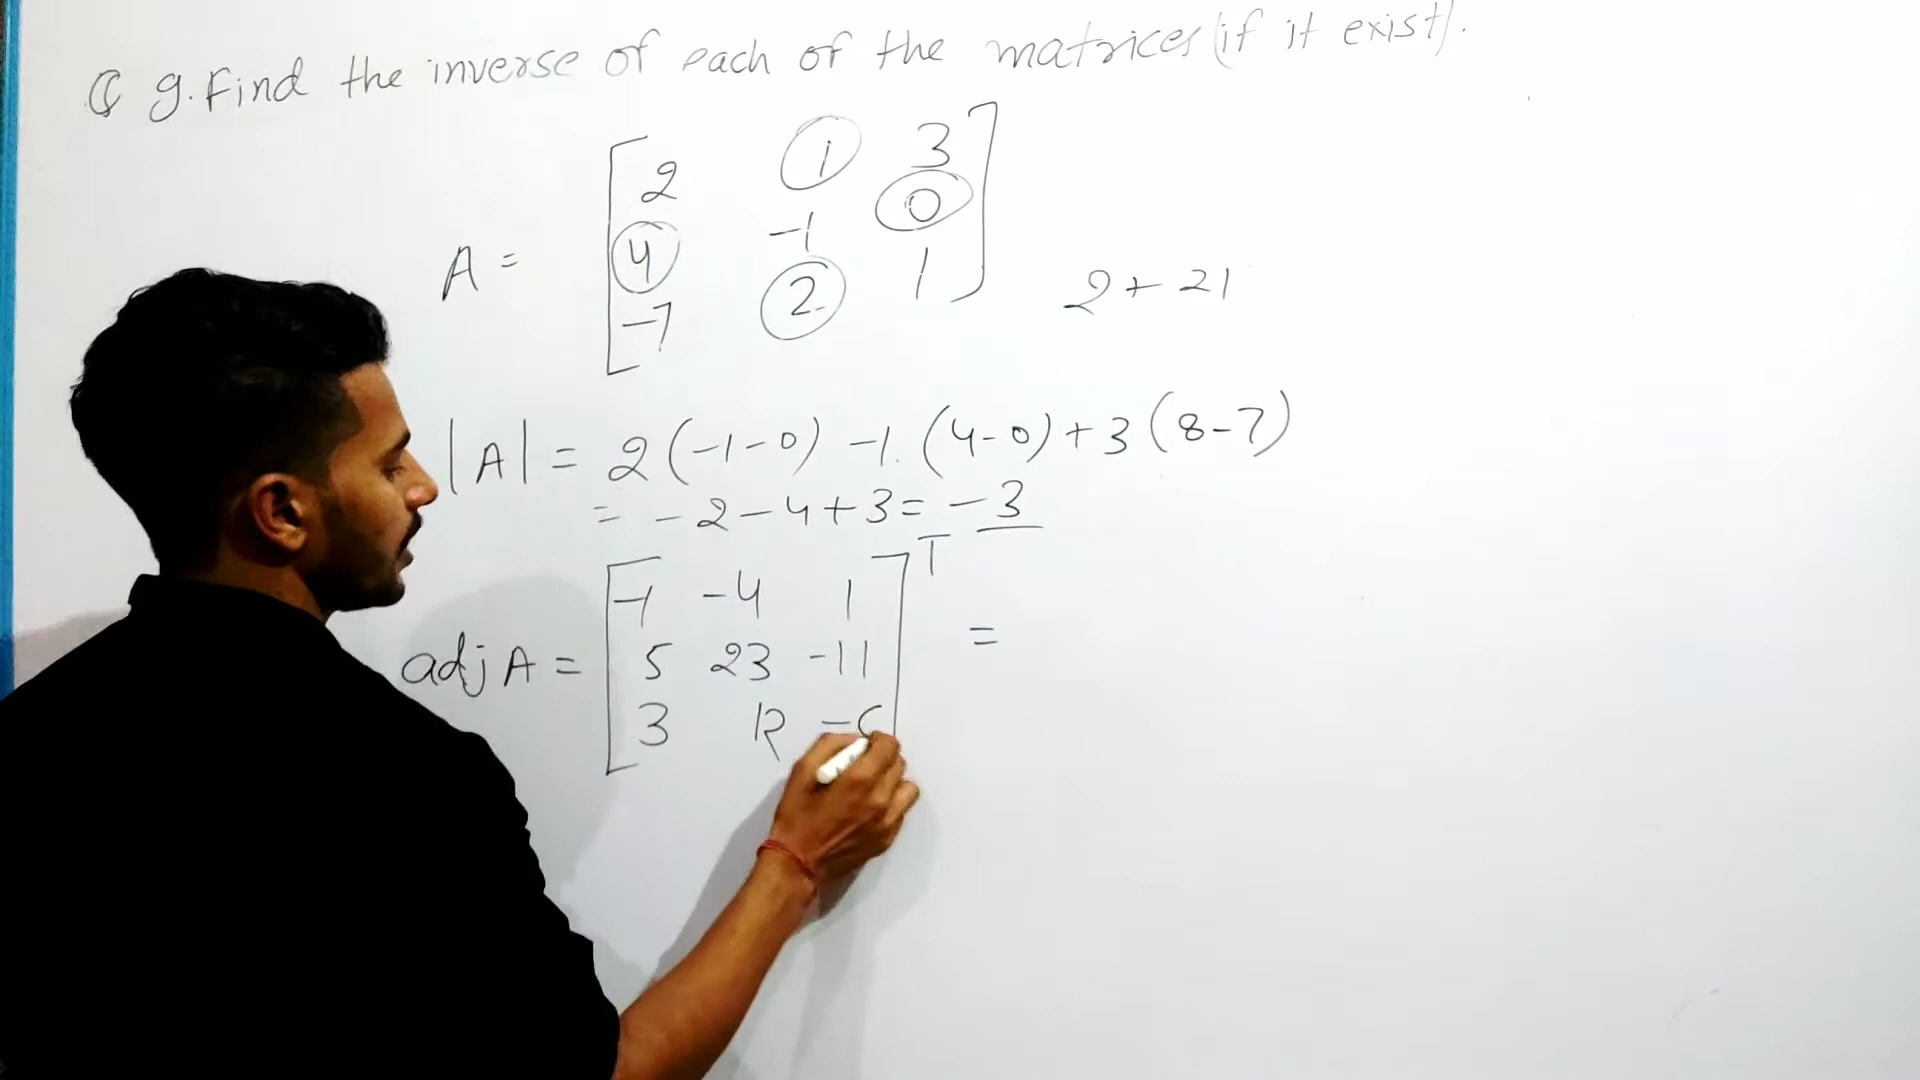 Q 9. Find the inverse of each of the matrices (if it exist).
A = [2 1 3
4 -1 0
-7 2 1]
2 + 21
|A| = 2(-1-0) -1. (4-0) + 3(8-7)
= -2-4+3 = -3
adj A = [-1 -4 1
5 23 -11
3 12 -6]ᵀ =